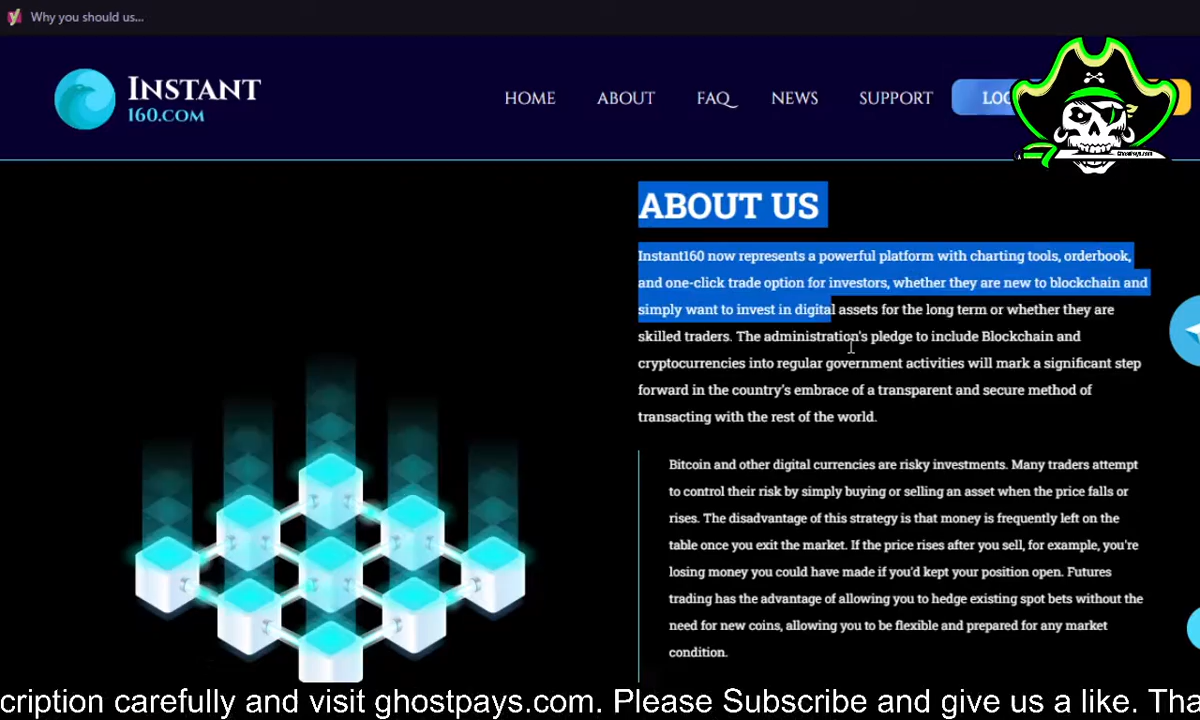 Why you should us...
INSTANT
160.COM
HOME ABOUT FAQ NEWS SUPPORT
ABOUT US
Instant160 now represents a powerful platform with charting tools, orderbook,
and one-click trade option for investors, whether they are new to blockchain and
simply want to invest in digital assets for the long term or whether they are
skilled traders. The administration's pledge to include Blockchain and
cryptocurrencies into regular government activities will mark a significant step
forward in the country's embrace of a transparent and secure method of
transacting with the rest of the world.
Bitcoin and other digital currencies are risky investments. Many traders attempt
to control their risk by simply buying or selling an asset when the price falls or
rises. The disadvantage of this strategy is that money is frequently left on the
table once you exit the market. If the price rises after you sell, for example, you're
losing money you could have made if you'd kept your position open. Futures
trading has the advantage of allowing you to hedge existing spot bets without the
need for new coins, allowing you to be flexible and prepared for any market
condition.
cription carefully and visit ghostpays.com. Please Subscribe and give us a like. Tha